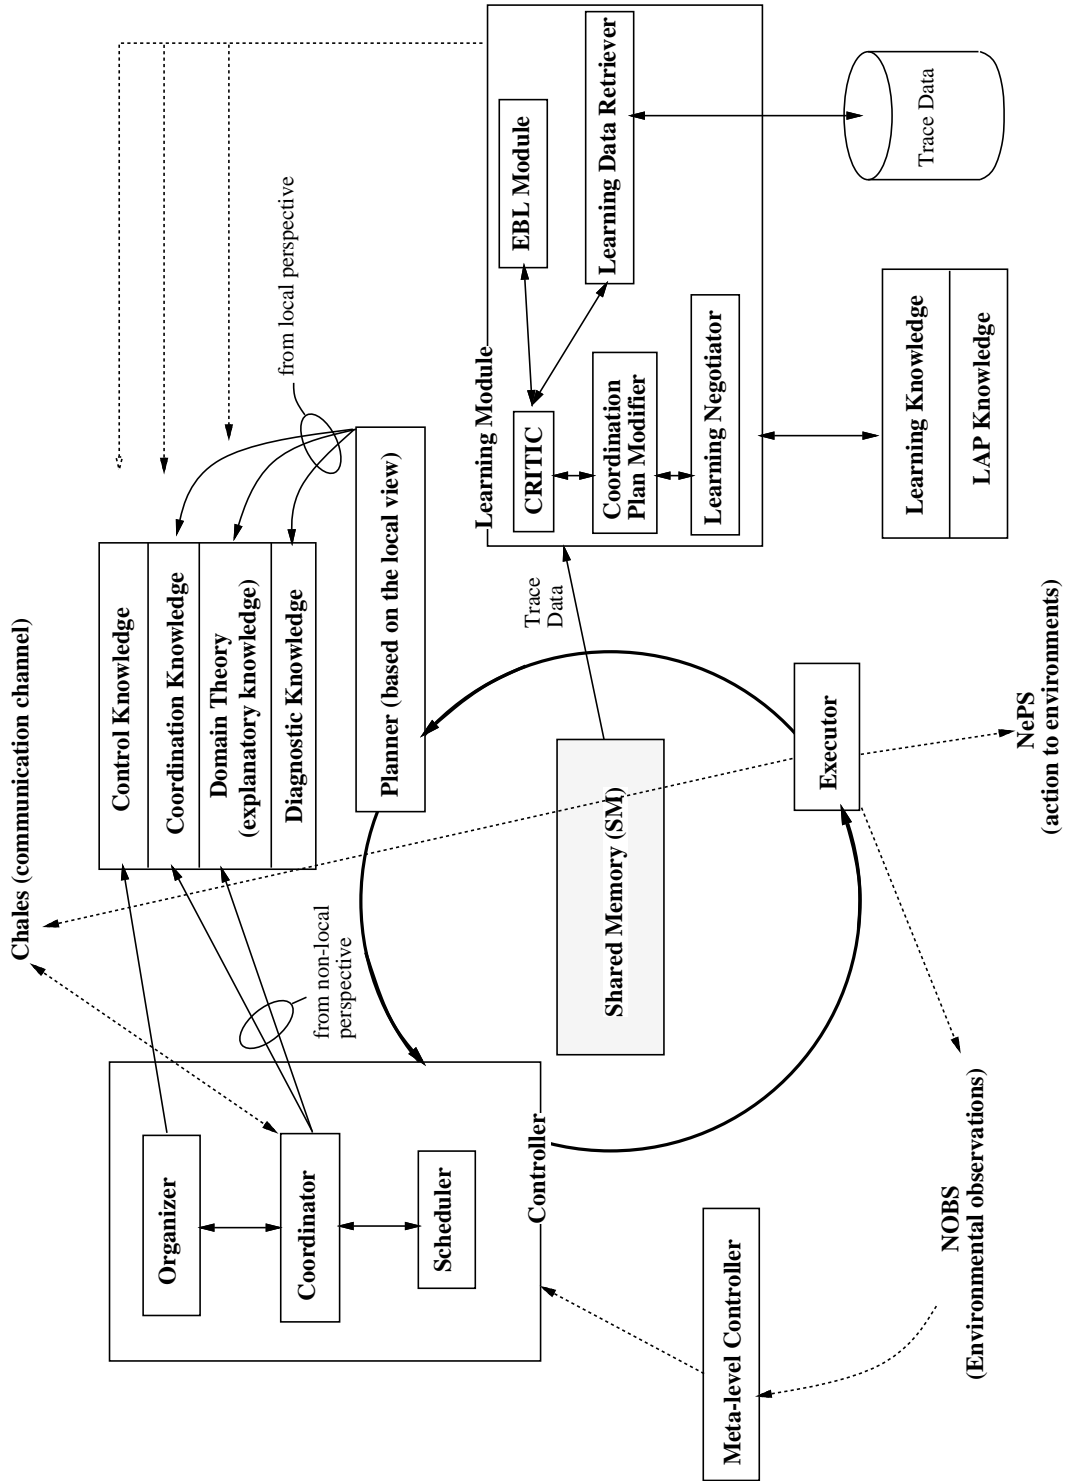 Chales (communication channel)
Organizer
Coordinator
Scheduler
Controller
from non-local
perspective
Control Knowledge
Coordination Knowledge
Domain Theory
(explanatory knowledge)
Diagnostic Knowledge
from local perspective
Planner (based on the local view)
Shared Memory (SM)
Trace
Data
Learning Module
CRITIC
EBL Module
Coordination
Plan Modifier
Learning Data Retriever
Learning Negotiator
Meta-level Controller
Executor
NOBS
(Environmental observations)
NePS
(action to environments)
Learning Knowledge
LAP Knowledge
Trace Data